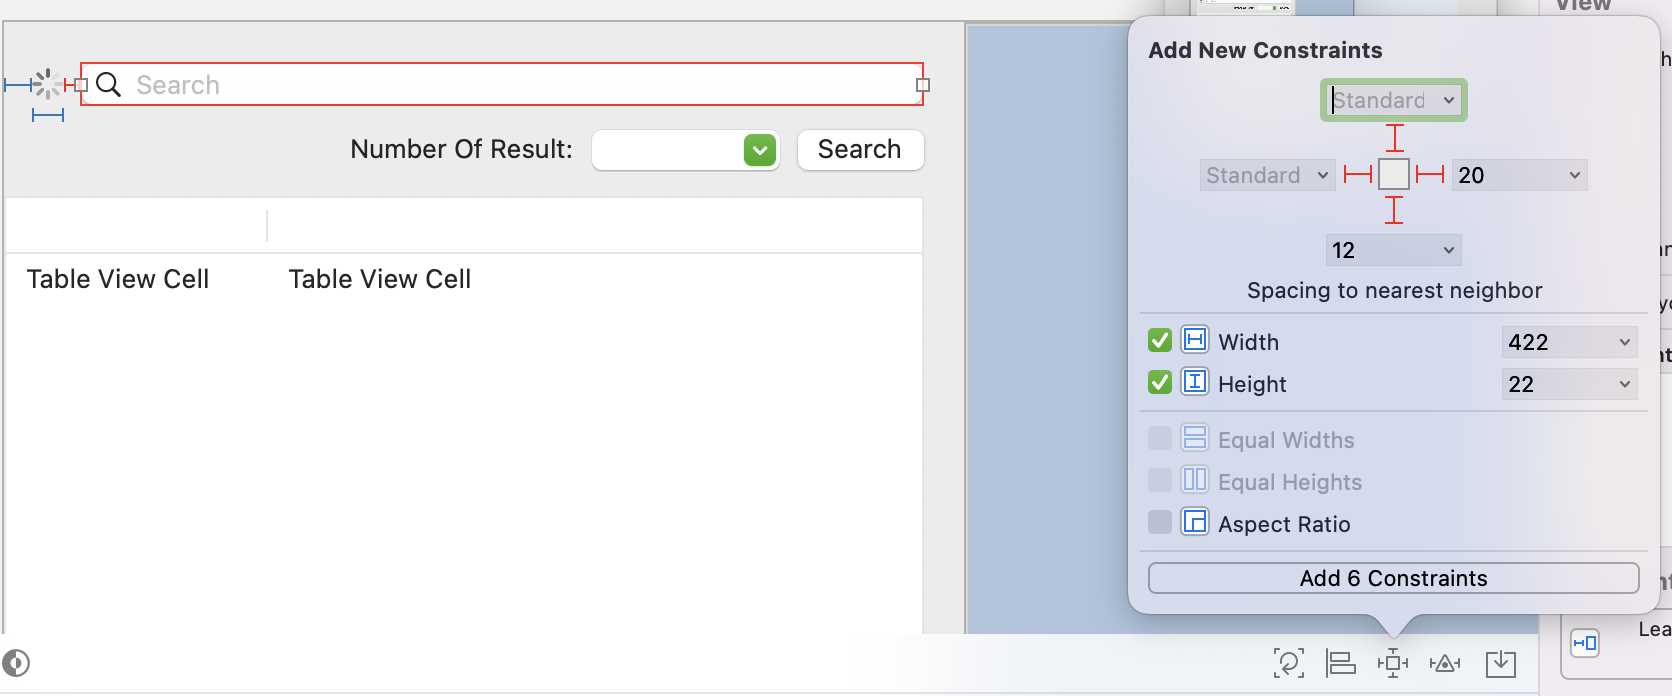 View
Add New Constraints
Standard
Search
Standard
20
Number Of Result:
Search
12
Spacing to nearest neighbor
Table View Cell
Table View Cell
Width
422
Height
22
Equal Widths
Equal Heights
Aspect Ratio
Add 6 Constraints
Lea